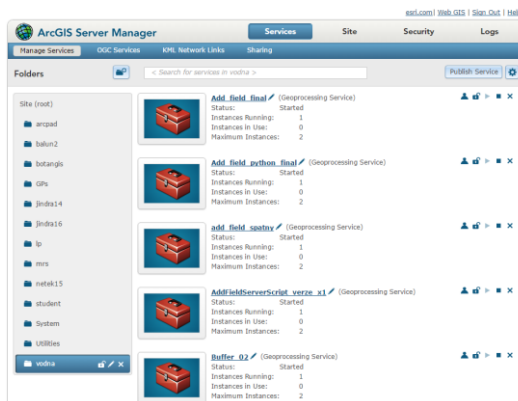 esri.com| Web GIS | Sign Out | Hel
ArcGIS Server Manager
Services Site Security Logs
Manage Services OGC Services KML Network Links Sharing
Folders
< Search for services in vodna >
Publish Service
Site (root)
arcpad
balun2
botangis
GPs
jindra14
jindra16
lp
mrs
netek15
student
System
Utilities
vodna
Add_field_final (Geoprocessing Service)
Status: Started
Instances Running: 1
Instances in Use: 0
Maximum Instances: 2
Add_field_python_final (Geoprocessing Service)
Status: Started
Instances Running: 1
Instances in Use: 0
Maximum Instances: 2
add_field_spatny (Geoprocessing Service)
Status: Started
Instances Running: 1
Instances in Use: 0
Maximum Instances: 2
AddFieldServerScript_verze_x1 (Geoprocessing Service)
Status: Started
Instances Running: 1
Instances in Use: 0
Maximum Instances: 2
Buffer_02 (Geoprocessing Service)
Status: Started
Instances Running: 1
Instances in Use: 0
Maximum Instances: 2